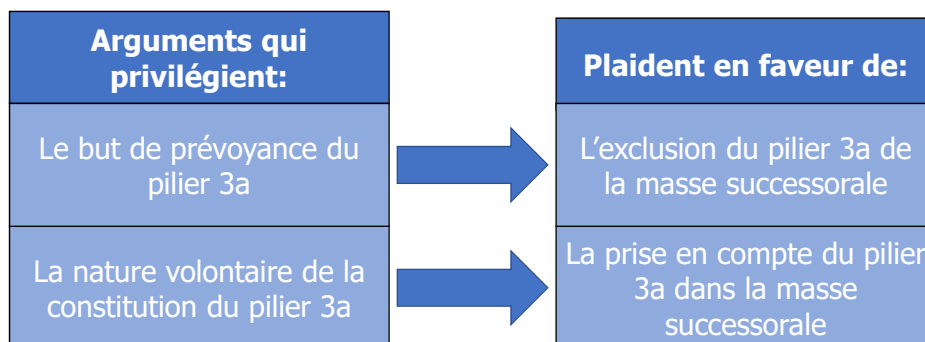 Arguments qui
privilégient:
Plaident en faveur de:
Le but de prévoyance du
pilier 3a
L'exclusion du pilier 3a de
la masse successorale
La nature volontaire de la
constitution du pilier 3a
La prise en compte du pilier
3a dans la masse
successorale